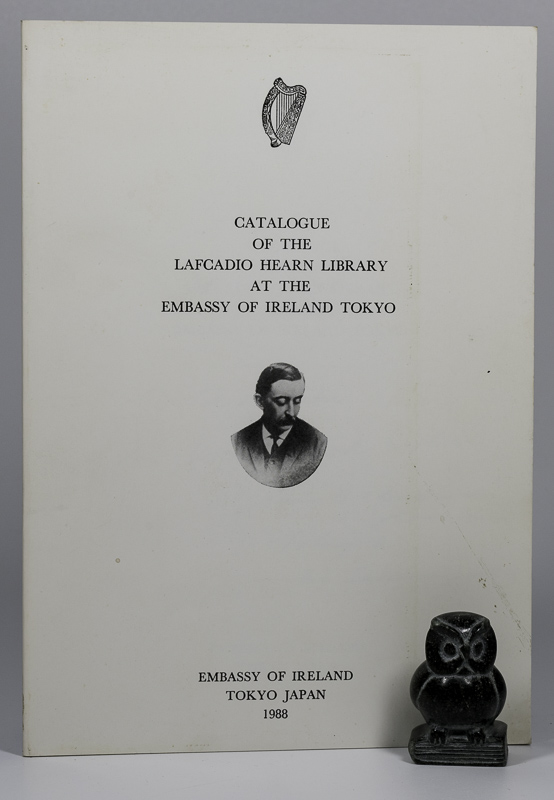 CATALOGUE
OF THE
LAFCADIO HEARN LIBRARY
AT THE
EMBASSY OF IRELAND TOKYO
EMBASSY OF IRELAND
TOKYO JAPAN
1988